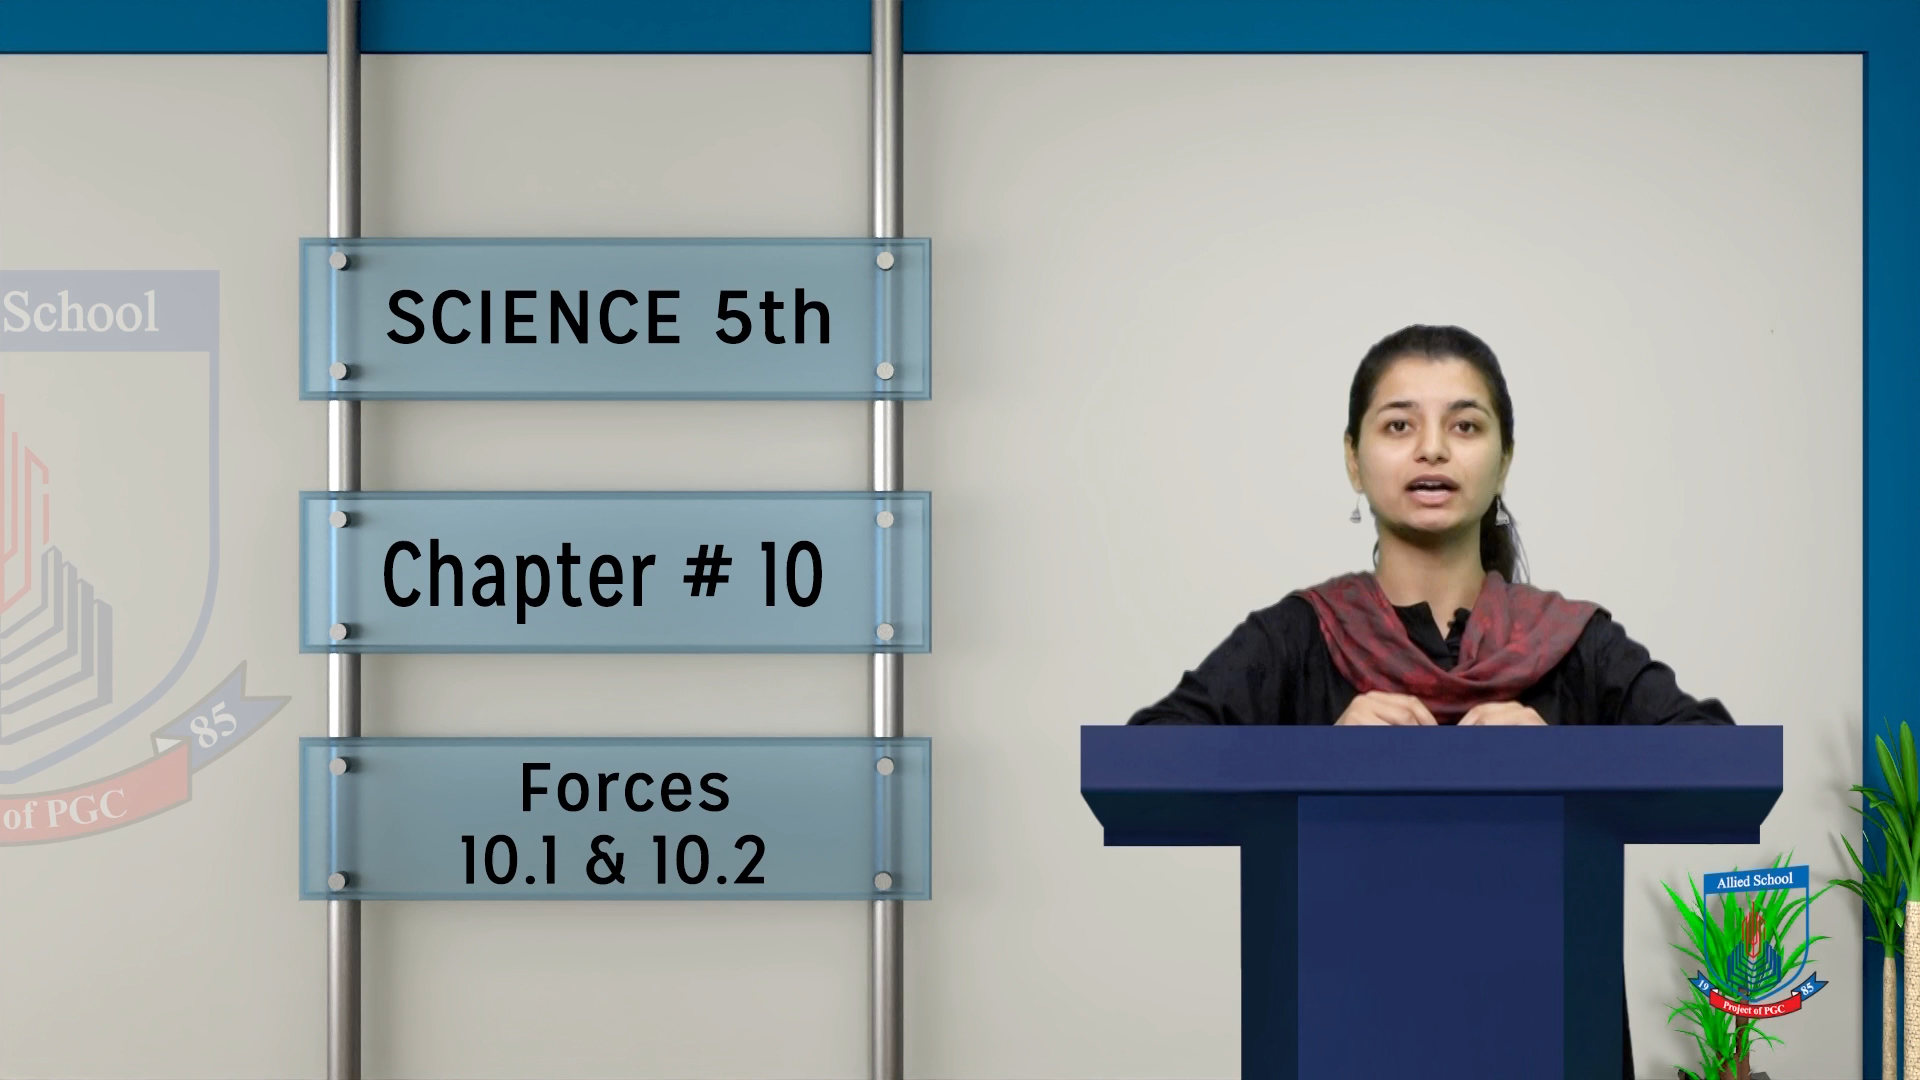 SCIENCE 5th
Chapter # 10
Forces
10.1 & 10.2
School
85
of PGC
Allied School
19 85
Project of PGC